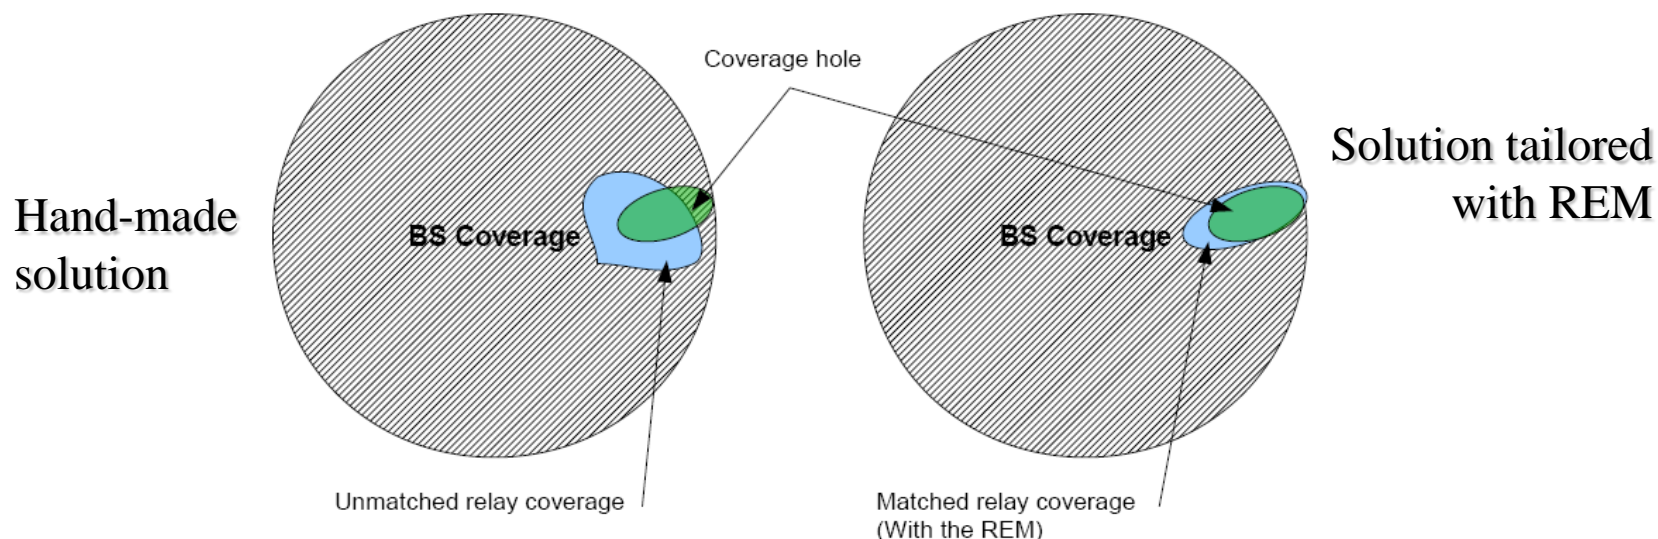 Coverage hole
Hand-made
solution
BS Coverage
Unmatched relay coverage
Solution tailored
with REM
BS Coverage
Matched relay coverage
(With the REM)